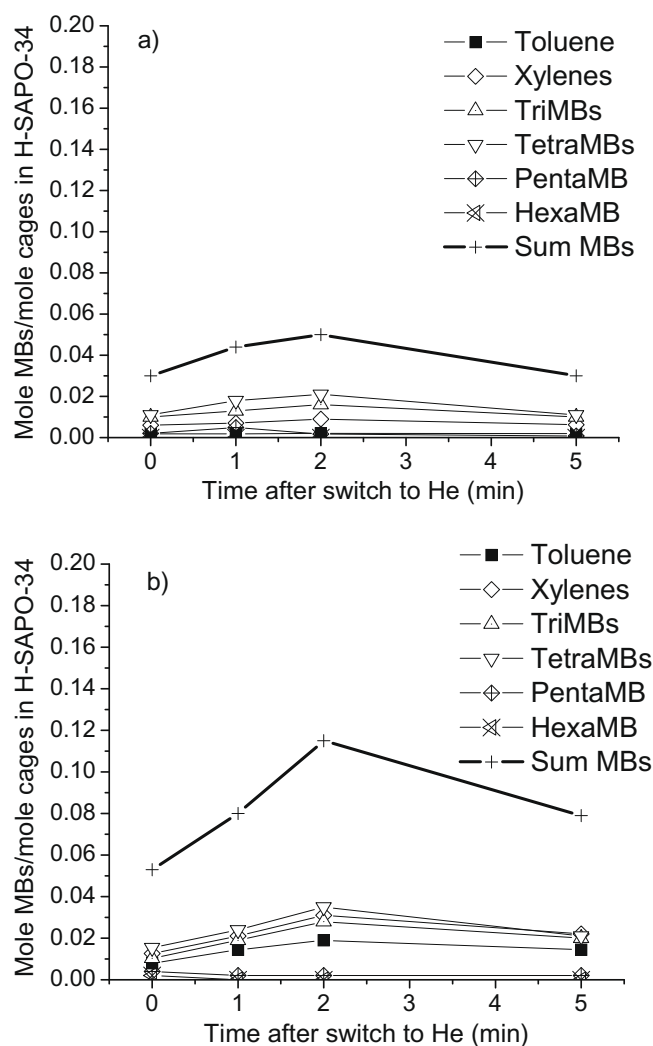 a)
Toluene
Xylenes
TriMBs
TetraMBs
PentaMB
HexaMB
Sum MBs
0.20
0.18
0.16
0.14
0.12
0.10
0.08
0.06
0.04
0.02
0.00
Mole MBs/mole cages in H-SAPO-34
0 1 2 3 4 5
Time after switch to He (min)
b)
Toluene
Xylenes
TriMBs
TetraMBs
PentaMB
HexaMB
Sum MBs
0.20
0.18
0.16
0.14
0.12
0.10
0.08
0.06
0.04
0.02
0.00
Mole MBs/mole cages in H-SAPO-34
0 1 2 3 4 5
Time after switch to He (min)